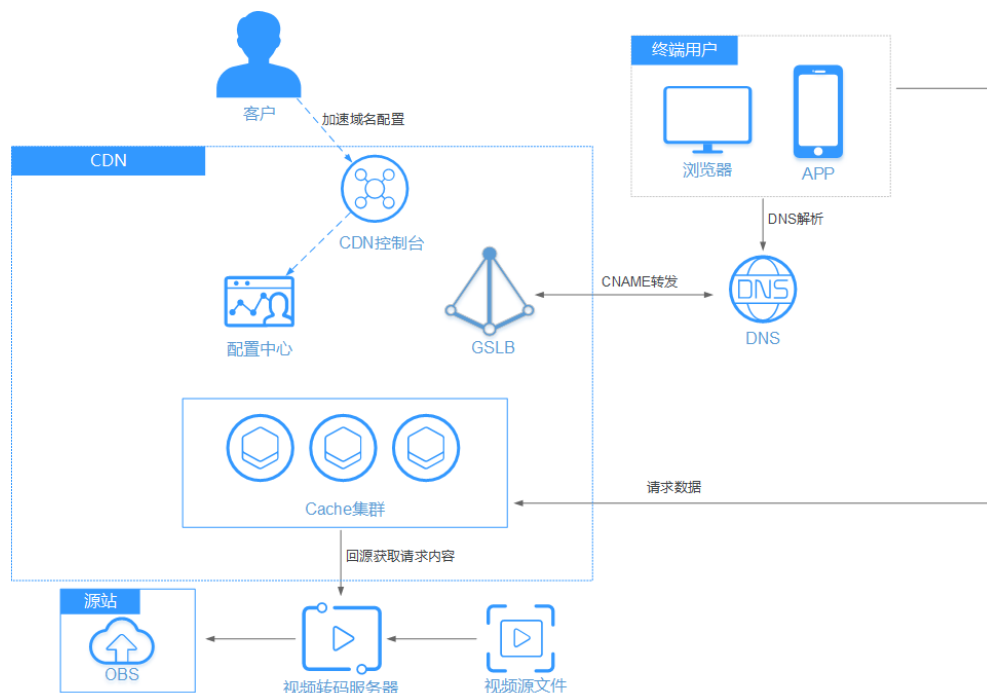 终端用户
客户
加速域名配置
CDN
浏览器
APP
DNS解析
CDN控制台
CNAME转发
DNS
DNS
配置中心
GSLB
请求数据
Cache集群
回源获取请求内容
源站
OBS
视频转码服务器
视频源文件